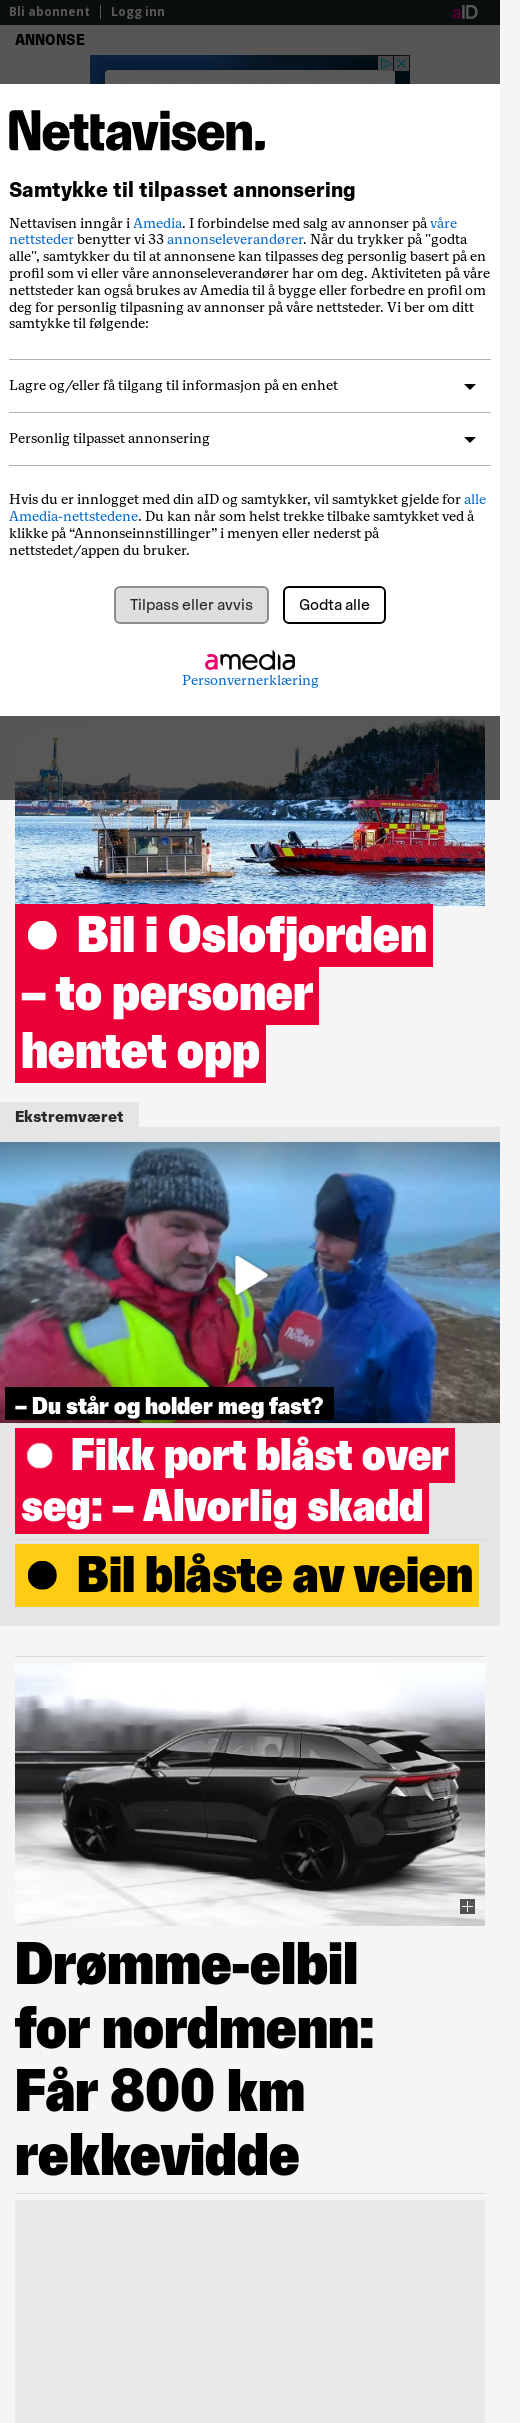 Bli abonnent | Logg inn
aID
ANNONSE
Nettavisen.
Samtykke til tilpasset annonsering
Nettavisen inngår i Amedia. I forbindelse med salg av annonser på våre
nettsteder benytter vi 33 annonseleverandører. Når du trykker på "godta
alle", samtykker du til at annonsene kan tilpasses deg personlig basert på en
profil som vi eller våre annonseleverandører har om deg. Aktiviteten på våre
nettsteder kan også brukes av Amedia til å bygge eller forbedre en profil om
deg for personlig tilpasning av annonser på våre nettsteder. Vi ber om ditt
samtykke til følgende:
Lagre og/eller få tilgang til informasjon på en enhet
Personlig tilpasset annonsering
Hvis du er innlogget med din aID og samtykker, vil samtykket gjelde for alle
Amedia-nettstedene. Du kan når som helst trekke tilbake samtykket ved å
klikke på “Annonseinnstillinger” i menyen eller nederst på
nettstedet/appen du bruker.
Tilpass eller avvis
Godta alle
amedia
Personvernerklæring
Bil i Oslofjorden
– to personer
hentet opp
Ekstremværet
– Du står og holder meg fast?
Fikk port blåst over
seg: – Alvorlig skadd
Bil blåste av veien
Drømme-elbil
for nordmenn:
Får 800 km
rekkevidde